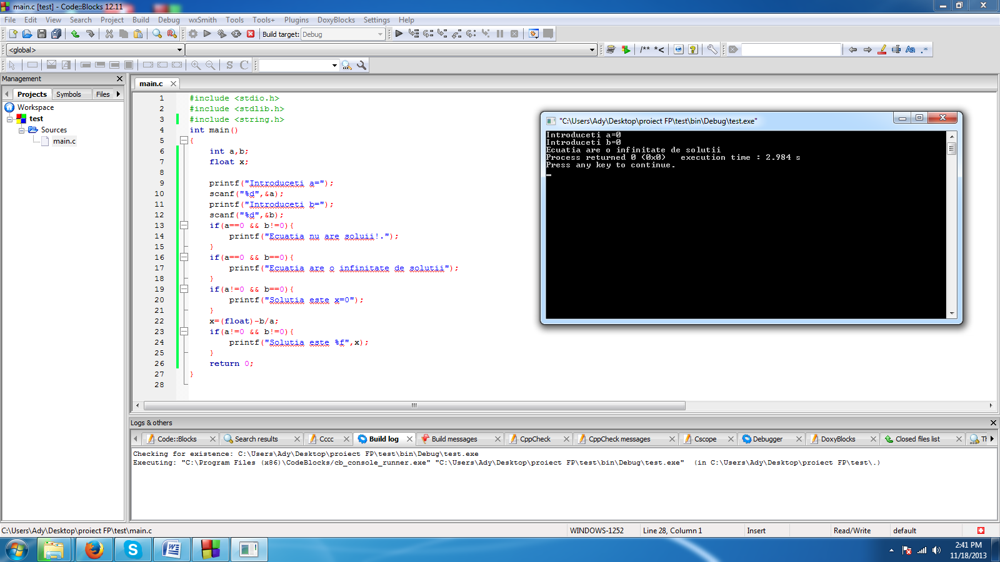 main.c [test] - Code::Blocks 12.11
File Edit View Search Project Build Debug wxSmith Tools Tools+ Plugins DoxyBlocks Settings Help
Build target: Debug
<global>
/** *<
Aa .*
S C
Management
Projects Symbols Files
Workspace
test
Sources
main.c
main.c
1 #include <stdio.h>
2 #include <stdlib.h>
3 #include <string.h>
4 int main()
5 {
6 int a,b;
7 float x;
8
9 printf("Introduceti a=");
10 scanf("%d",&a);
11 printf("Introduceti b=");
12 scanf("%d",&b);
13 if(a==0 && b!=0){
14 printf("Ecuatia nu are soluii!.");
15 }
16 if(a==0 && b==0){
17 printf("Ecuatia are o infinitate de solutii");
18 }
19 if(a!=0 && b==0){
20 printf("Solutia este x=0");
21 }
22 x=(float)-b/a;
23 if(a!=0 && b!=0){
24 printf("Solutia este %f",x);
25 }
26 return 0;
27 }
28
"C:\Users\Ady\Desktop\proiect FP\test\bin\Debug\test.exe"
Introduceti a=0
Introduceti b=0
Ecuatia are o infinitate de solutii
Process returned 0 (0x0) execution time : 2.984 s
Press any key to continue.
Logs & others
Code::Blocks Search results Cccc Build log Build messages CppCheck CppCheck messages Cscope Debugger DoxyBlocks Closed files list
Checking for existence: C:\Users\Ady\Desktop\proiect FP\test\bin\Debug\test.exe
Executing: "C:\Program Files (x86)\CodeBlocks/cb_console_runner.exe" "C:\Users\Ady\Desktop\proiect FP\test\bin\Debug\test.exe" (in C:\Users\Ady\Desktop\proiect FP\test\.)
C:\Users\Ady\Desktop\proiect FP\test\main.c WINDOWS-1252 Line 28, Column 1 Insert Read/Write default
2:41 PM
11/18/2013